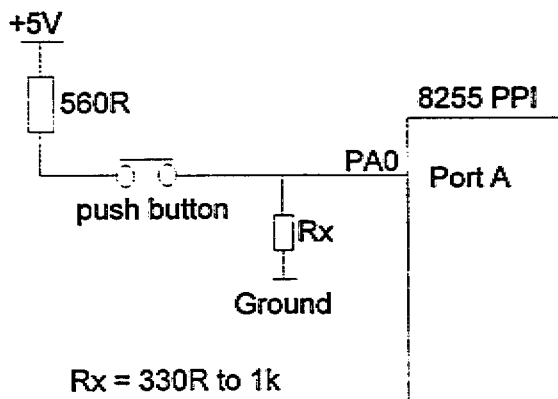 +5V
560R
8255 PPI
PA0
Port A
push button
Rx
Ground
Rx = 330R to 1k